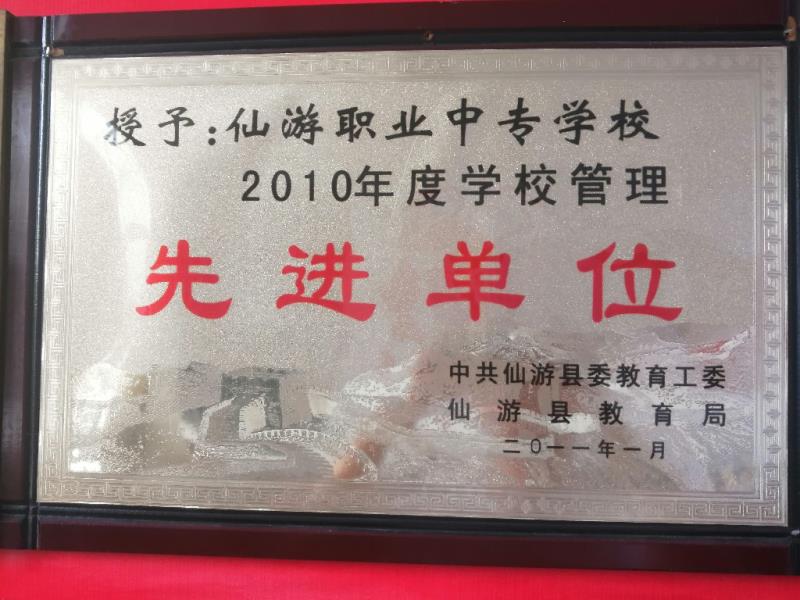 授予:仙游职业中专学校
2010年度学校管理
先进单位
中共仙游县委教育工委
仙游县教育局
二0一一年一月